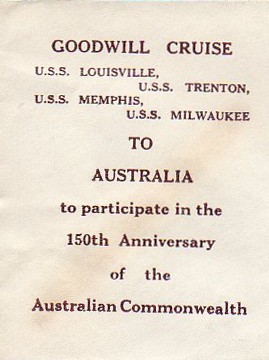 GOODWILL CRUISE
U.S.S. LOUISVILLE,
U.S.S. TRENTON,
U.S.S. MEMPHIS,
U.S.S. MILWAUKEE
TO
AUSTRALIA
to participate in the
150th Anniversary
of the
Australian Commonwealth